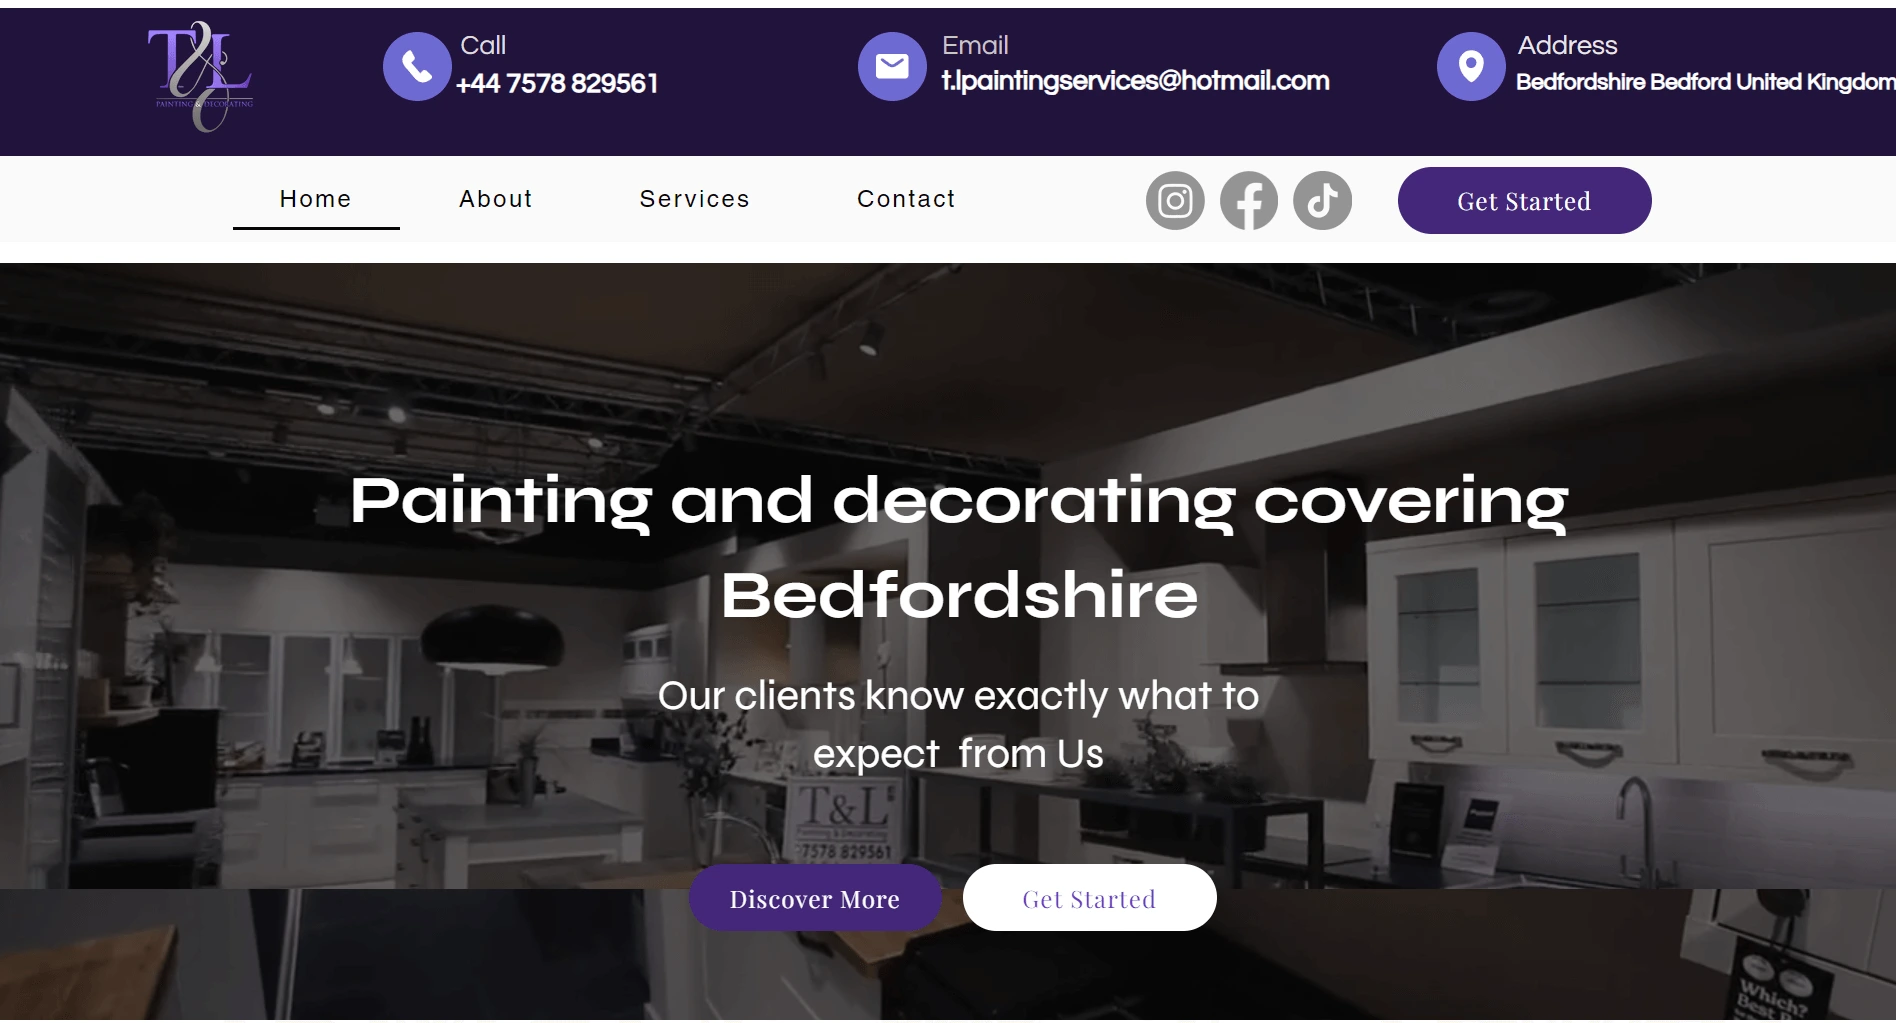 T&L
PAINTING & DECORATING
Call
+44 7578 829561
Email
t.lpaintingservices@hotmail.com
Address
Bedfordshire Bedford United Kingdom
Home
About
Services
Contact
Get Started
Painting and decorating covering
Bedfordshire
Our clients know exactly what to
expect from Us
T&L
Painting & Decorating
7578 829561
Discover More
Get Started
Which?
Best